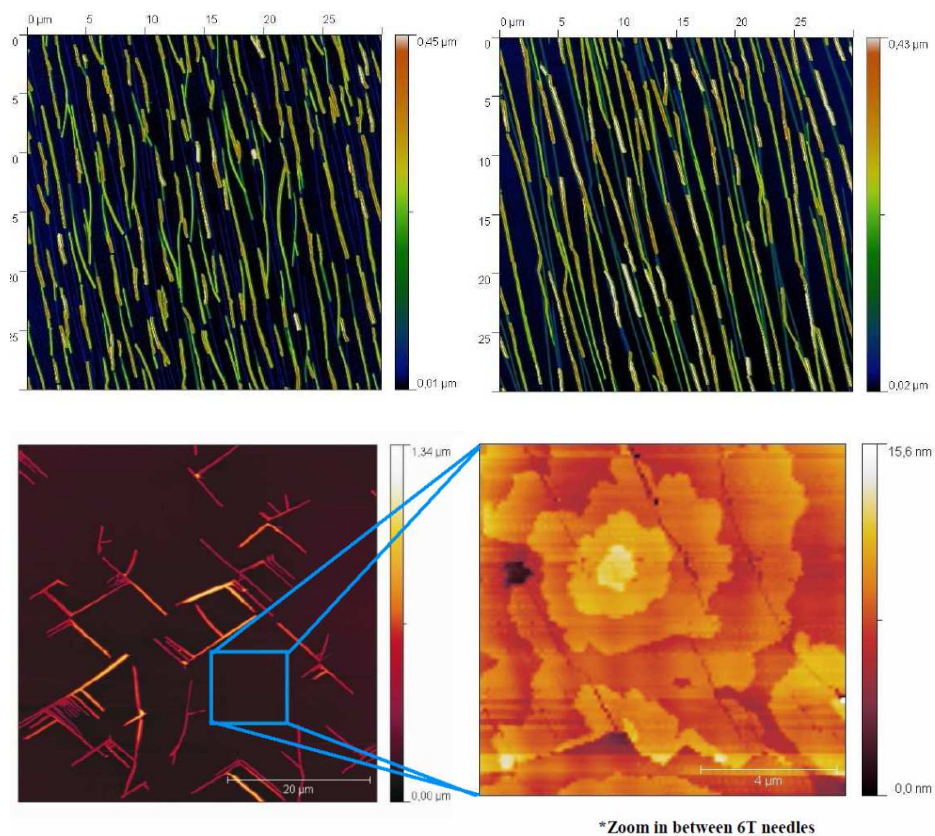 0 µm 5 10 15 20 25
0
5
0
5
20
25
0,45 µm
0,01 µm
0 µm 5 10 15 20 25
0
5
10
15
20
25
0,43 µm
0,02 µm
1,34 µm
0,00 µm
20 µm
15,6 nm
0,0 nm
4 µm
*Zoom in between 6T needles